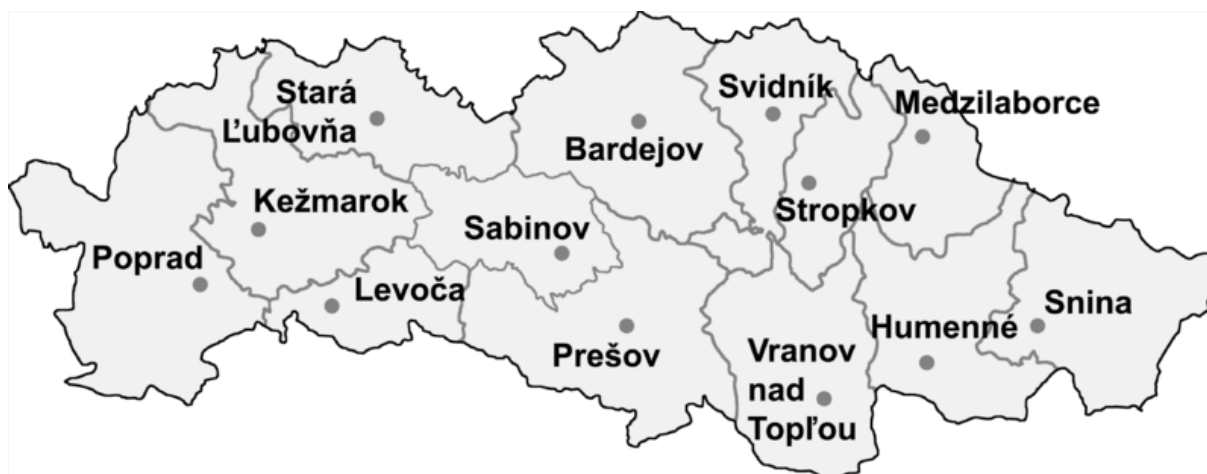 Stará
Ľubovňa
Svidník
Medzilaborce
Bardejov
Kežmarok
Stropkov
Sabinov
Poprad
Levoča
Snina
Humenné
Prešov
Vranov
nad
Topľou